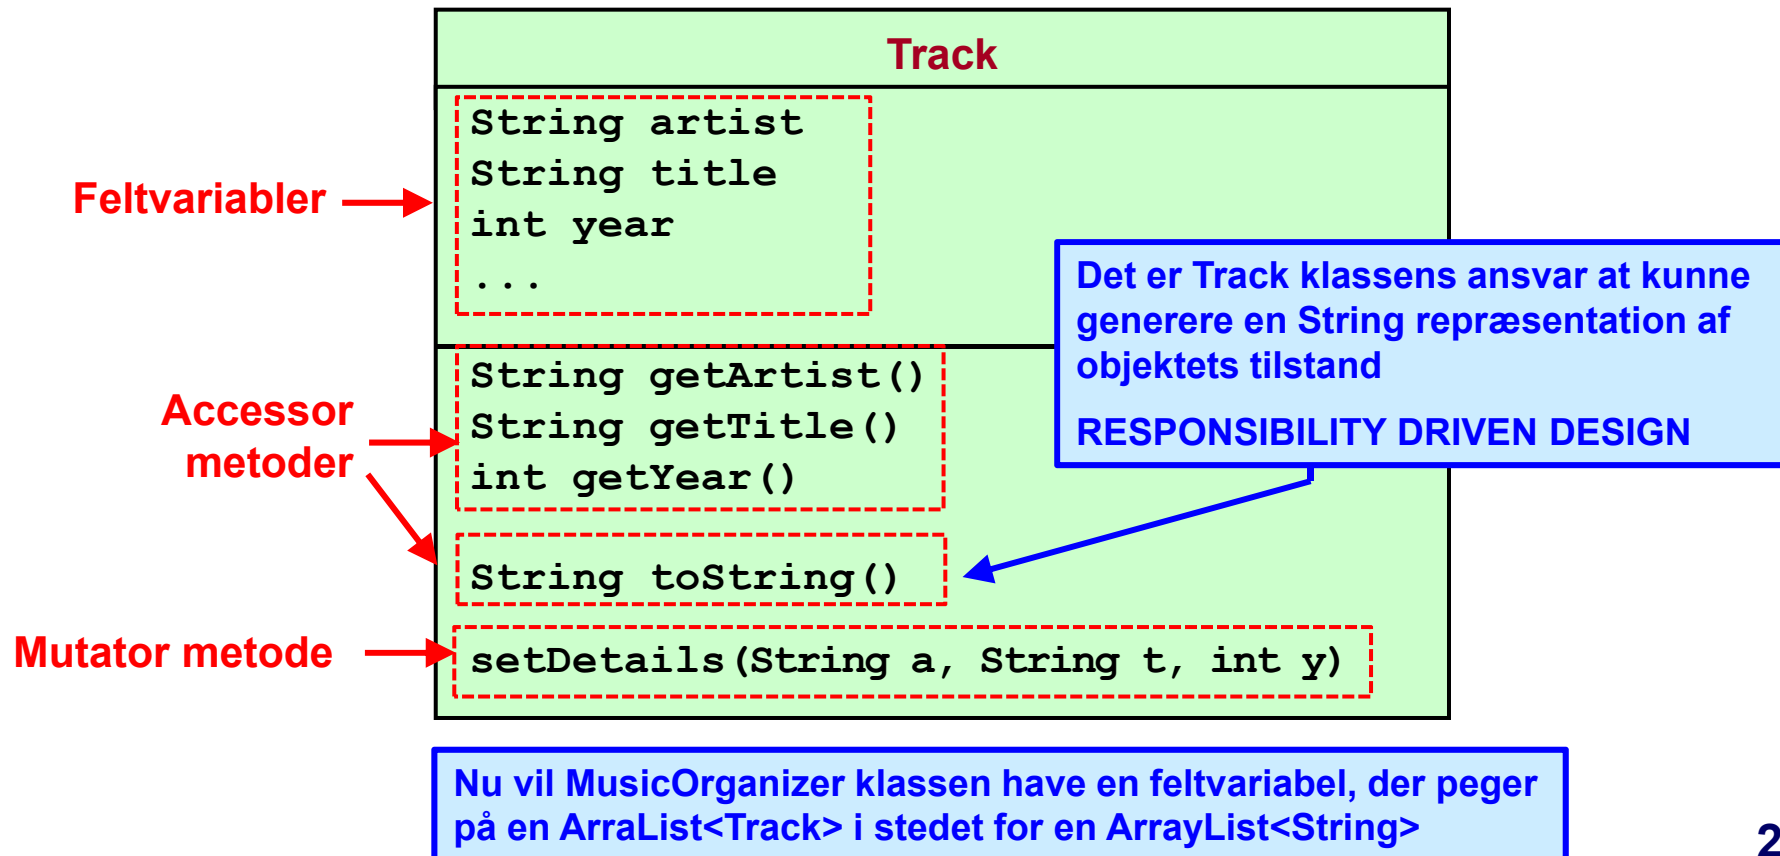 Track
String artist
String title
int year
...
Feltvariabler
Det er Track klassens ansvar at kunne
generere en String repræsentation af
objektets tilstand
RESPONSIBILITY DRIVEN DESIGN
String getArtist()
String getTitle()
int getYear()
Accessor
metoder
String toString()
Mutator metode
setDetails(String a, String t, int y)
Nu vil MusicOrganizer klassen have en feltvariabel, der peger
på en ArraList<Track> i stedet for en ArrayList<String>
2